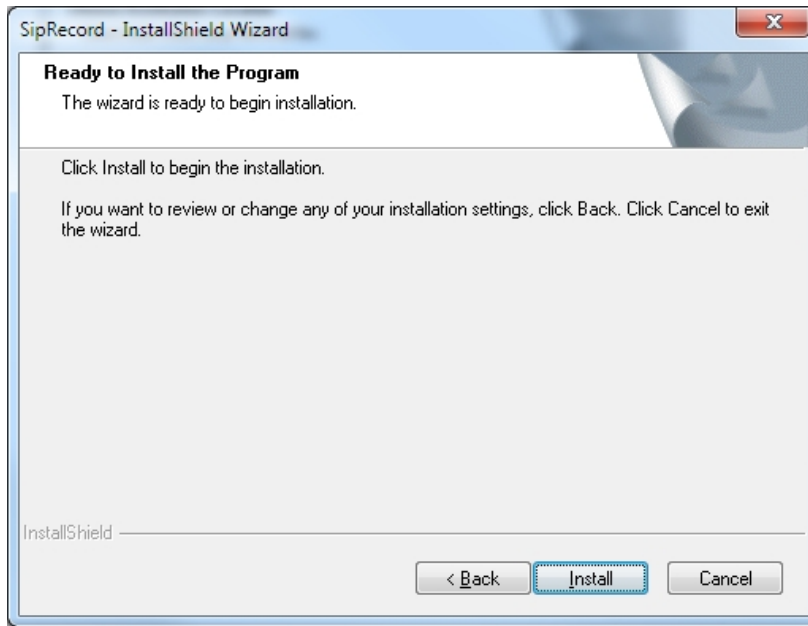 SipRecord - InstallShield Wizard
Ready to Install the Program
The wizard is ready to begin installation.
Click Install to begin the installation.
If you want to review or change any of your installation settings, click Back. Click Cancel to exit
the wizard.
InstallShield
< Back Install Cancel